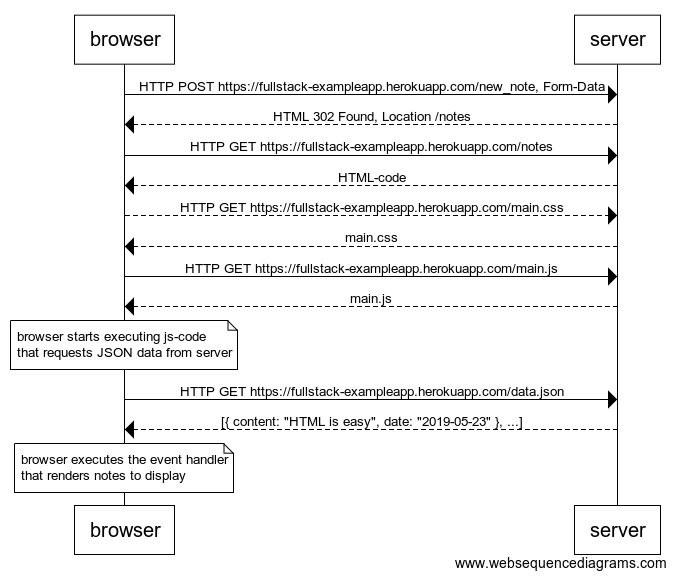 browser
server
HTTP POST https://fullstack-exampleapp.herokuapp.com/new_note, Form-Data
HTML 302 Found, Location /notes
HTTP GET https://fullstack-exampleapp.herokuapp.com/notes
HTML-code
HTTP GET https://fullstack-exampleapp.herokuapp.com/main.css
main.css
HTTP GET https://fullstack-exampleapp.herokuapp.com/main.js
main.js
browser starts executing js-code
that requests JSON data from server
HTTP GET https://fullstack-exampleapp.herokuapp.com/data.json
[{ content: "HTML is easy", date: "2019-05-23" }, ...]
browser executes the event handler
that renders notes to display
browser
server
www.websequencediagrams.com